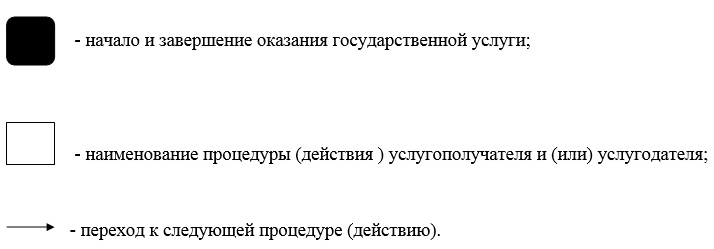 - начало и завершение оказания государственной услуги;
- наименование процедуры (действия ) услугополучателя и (или) услугодателя;
- переход к следующей процедуре (действию).